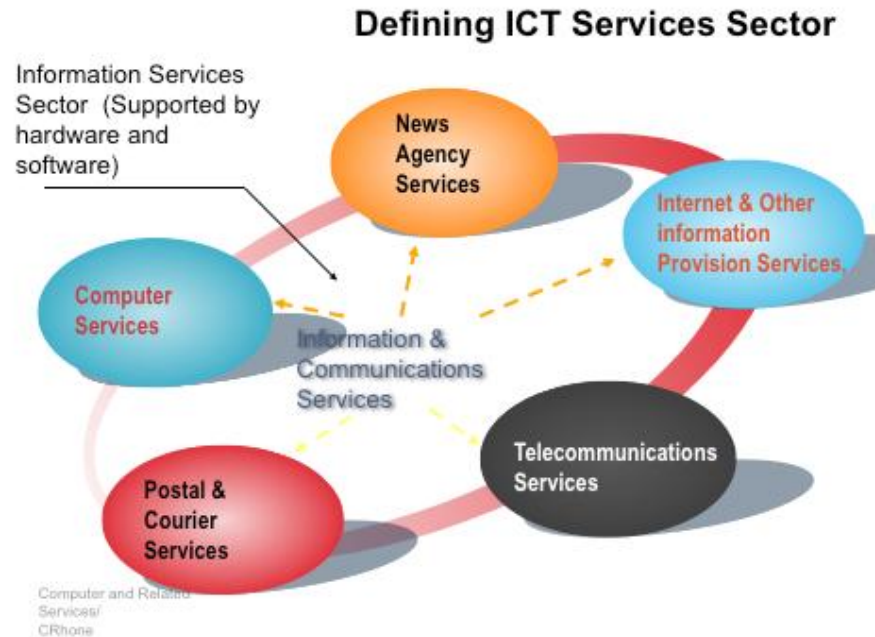 Defining ICT Services Sector
Information Services
Sector (Supported by
hardware and
software)
News
Agency
Services
Internet & Other
information
Provision Services,
Computer
Services
Information &
Communications
Services
Telecommunications
Services
Postal &
Courier
Services
Computer and Related
Services/
CRhone